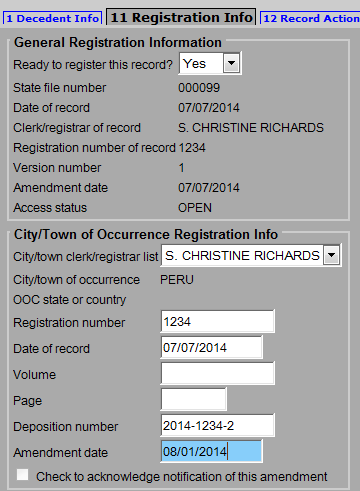 1 Decedent Info 11 Registration Info 12 Record Action
General Registration Information
Ready to register this record? Yes
State file number 000099
Date of record 07/07/2014
Clerk/registrar of record S. CHRISTINE RICHARDS
Registration number of record 1234
Version number 1
Amendment date 07/07/2014
Access status OPEN
City/Town of Occurrence Registration Info
City/town clerk/registrar list S. CHRISTINE RICHARDS
City/town of occurrence PERU
OOC state or country
Registration number 1234
Date of record 07/07/2014
Volume
Page
Deposition number 2014-1234-2
Amendment date 08/01/2014
Check to acknowledge notification of this amendment